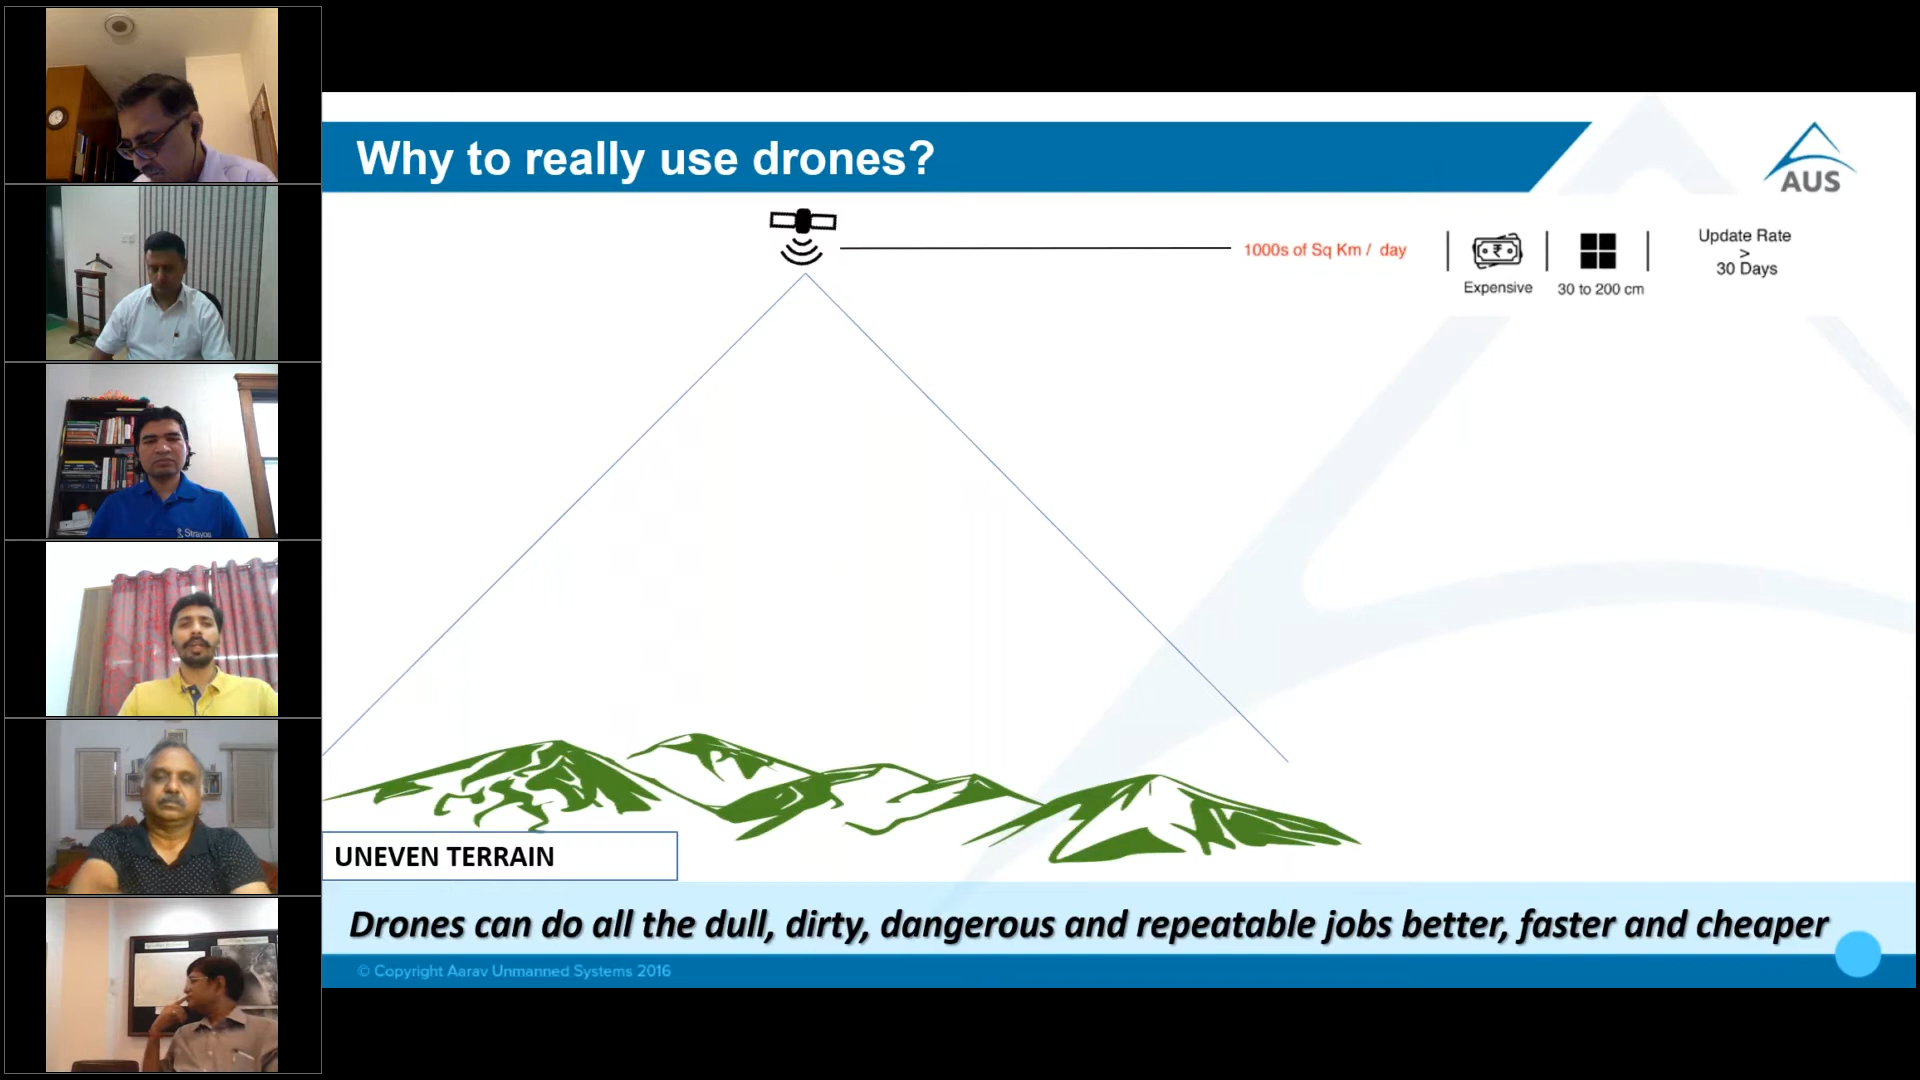 Why to really use drones?
AUS
1000s of Sq Km / day
Expensive
30 to 200 cm
Update Rate
>
30 Days
Strayos
UNEVEN TERRAIN
Drones can do all the dull, dirty, dangerous and repeatable jobs better, faster and cheaper
© Copyright Aarav Unmanned Systems 2016